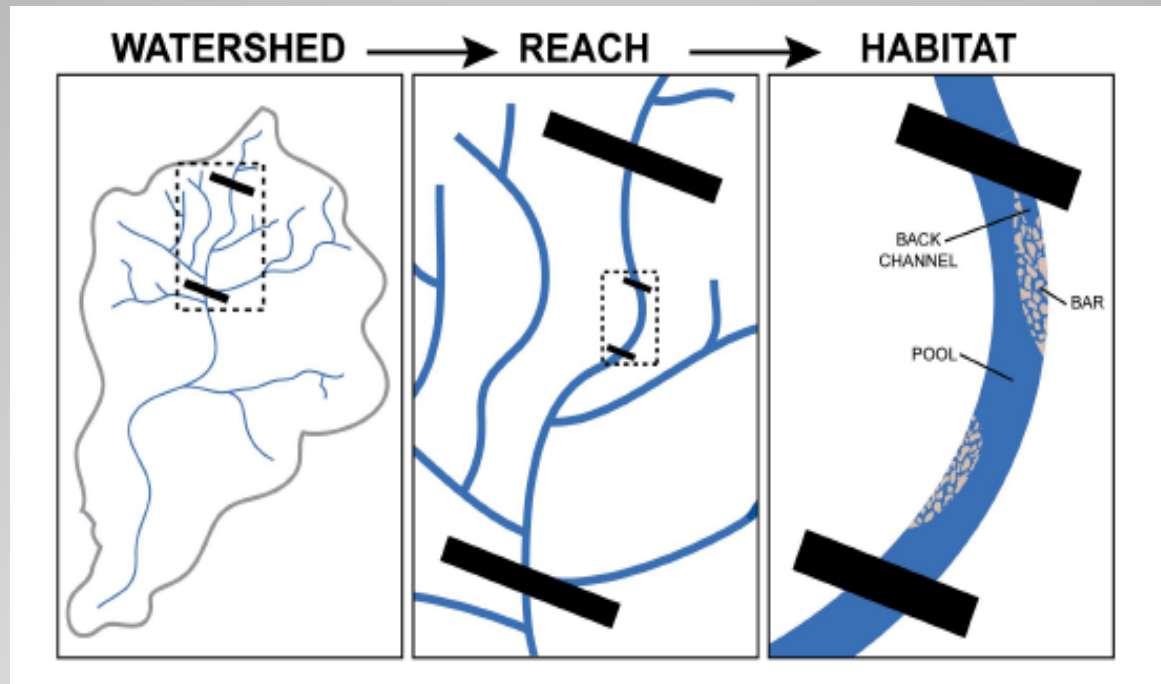 WATERSHED
REACH
HABITAT
BACK
CHANNEL
BAR
POOL